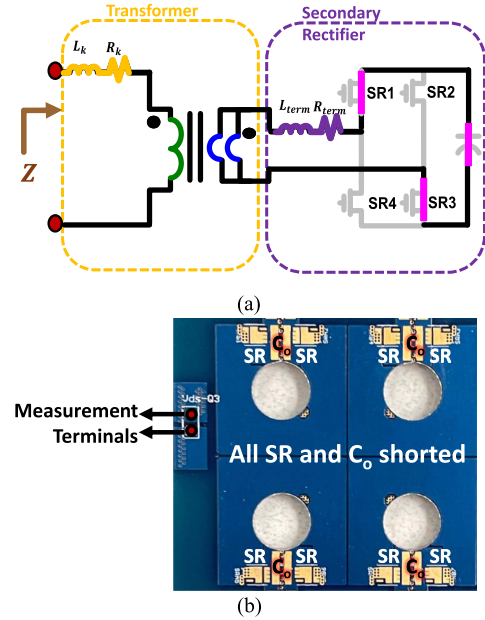 Transformer
Secondary
Rectifier
Lk
Rk
Lterm Rterm
SR1
SR2
Z
SR4
SR3
(a)
Co
Co
SR
SR
SR
SR
Vds-Q3
Measurement
Terminals
All SR and Co shorted
SR
SR
SR
SR
Co
Co
(b)